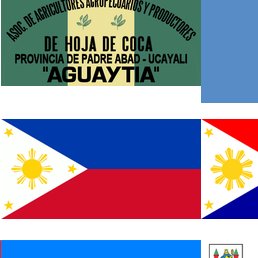 ASOC. DE AGRICULTORES AGROPECUARIOS Y PRODUCTORES
DE HOJA DE COCA
PROVINCIA DE PADRE ABAD - UCAYALI
"AGUAYTIA"